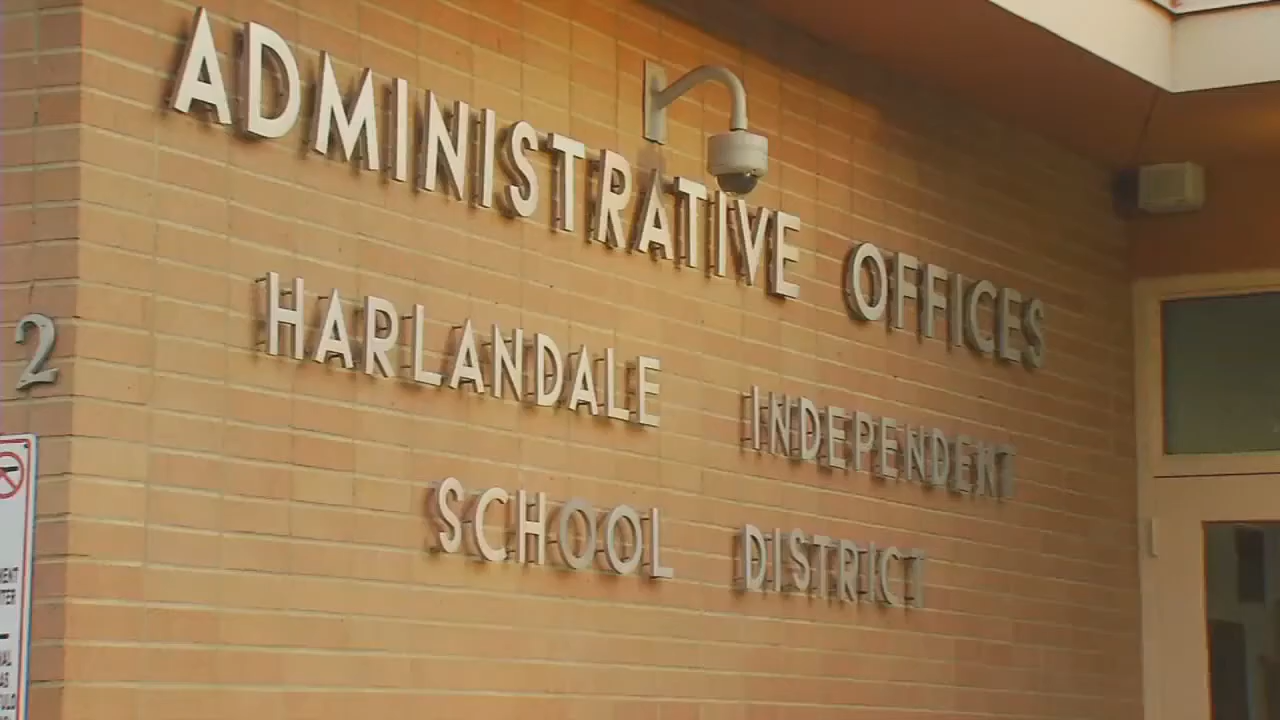 ADMINISTRATIVE OFFICES
HARLANDALE INDEPENDENT
SCHOOL DISTRICT
2